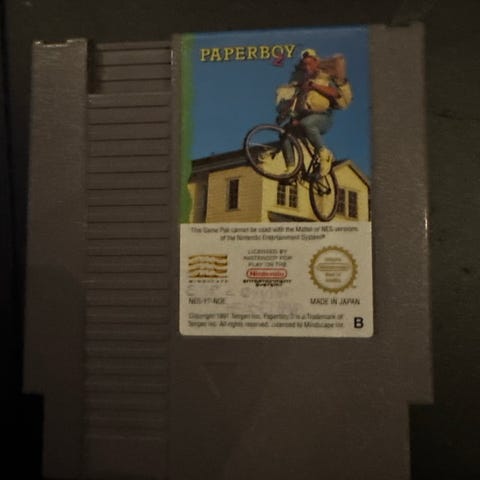 PAPERBOY
2
This Game Pak cannot be used with the Mattel or NES versions
of the Nintendo Entertainment System®
LICENSED BY
NINTENDO® FOR
PLAY ON THE
Nintendo
ENTERTAINMENT
SYSTEM®
MINDSCAPE
NES-YP-NOE
MADE IN JAPAN
Copyright 1991 Tengen Inc. Paperboy 2 is a Trademark of
Tengen Inc. All rights reserved. Licensed by Mindscape Int.
B